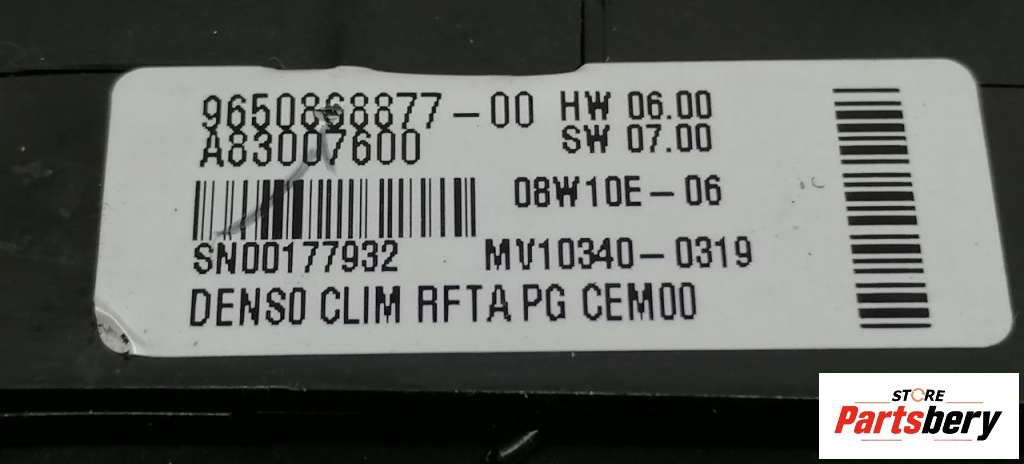 9650868877-00 HW 06.00
A83007600 SW 07.00
08W10E-06
SN00177932 MV10340-0319
DENSO CLIM RFTA PG CEM00
STORE
Partsbery